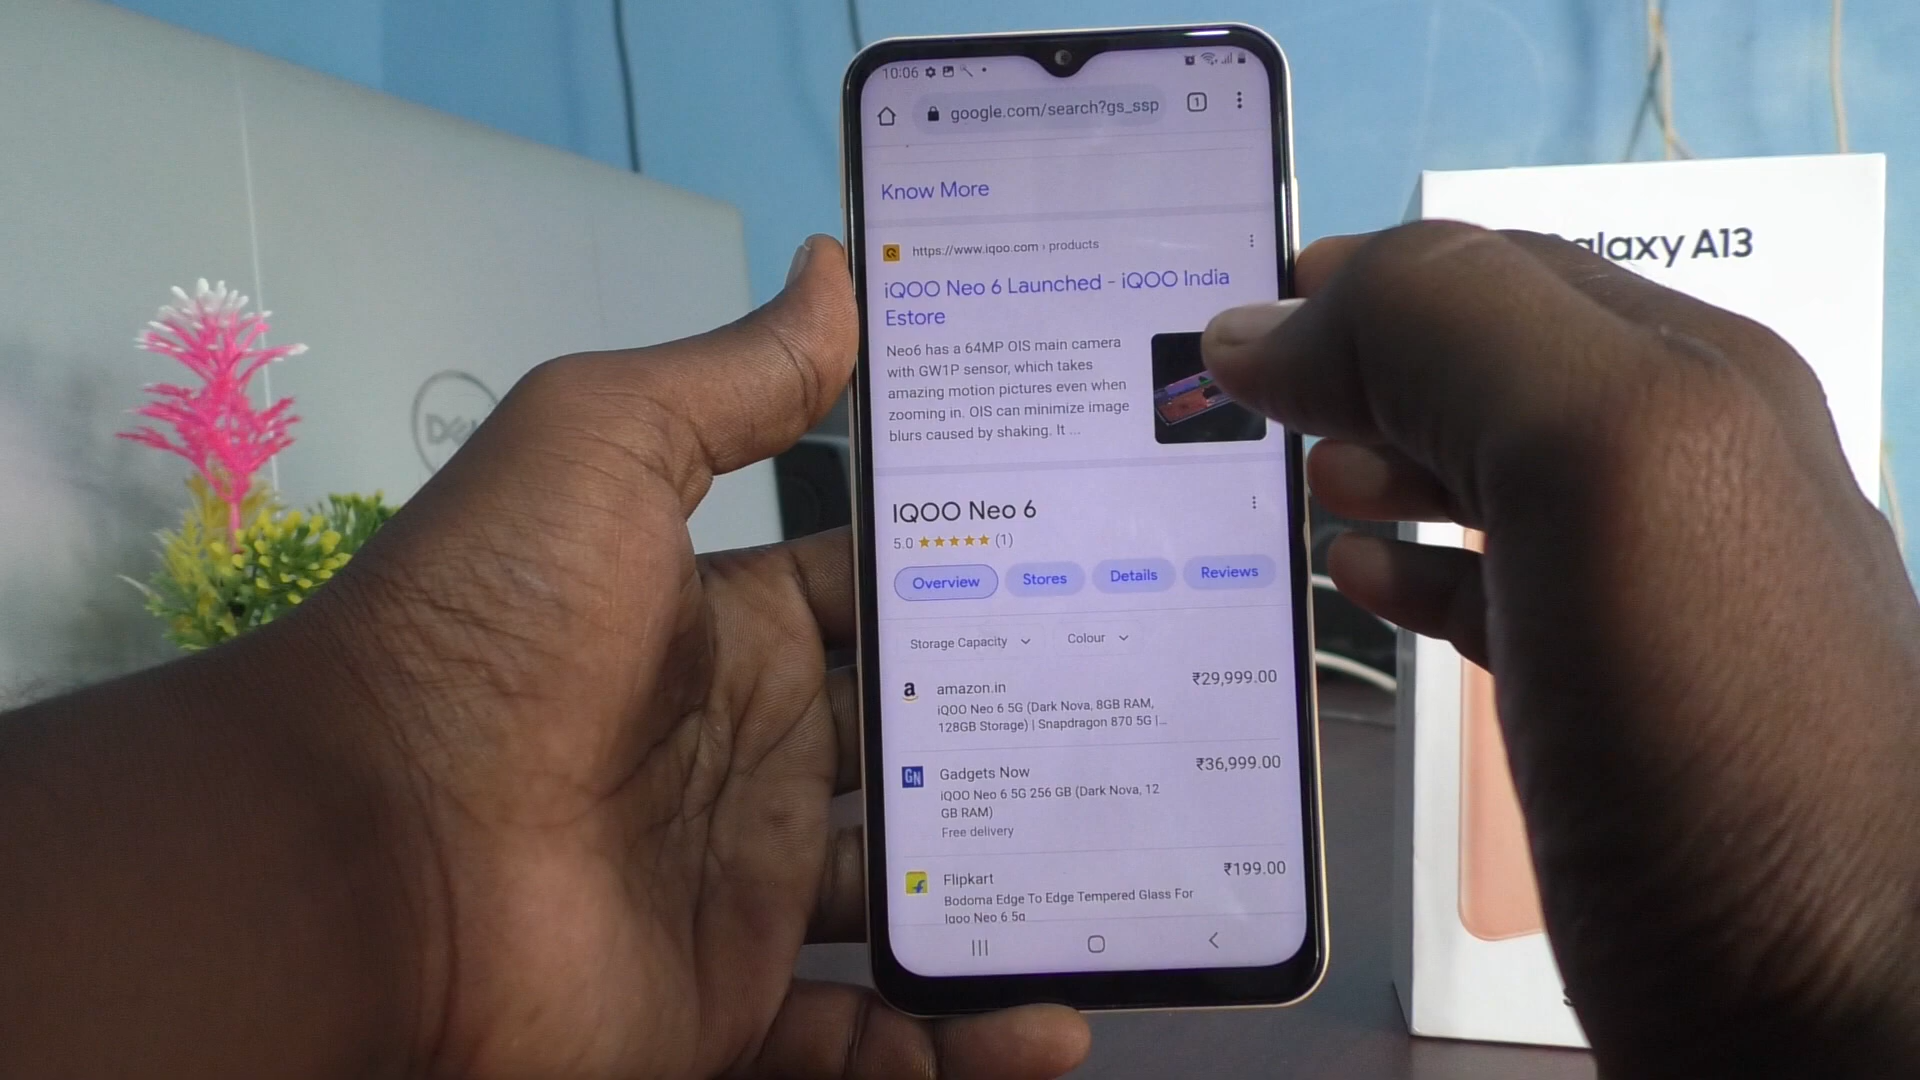 10:06
google.com/search?gs_ssp
1
Know More
https://www.iqoo.com › products
iQOO Neo 6 Launched - iQOO India
Estore
Neo6 has a 64MP OIS main camera
with GW1P sensor, which takes
amazing motion pictures even when
zooming in. OIS can minimize image
blurs caused by shaking. It ...
IQOO Neo 6
5.0 ★★★★★ (1)
Overview
Stores
Details
Reviews
Storage Capacity
Colour
a
amazon.in
₹29,999.00
iQOO Neo 6 5G (Dark Nova, 8GB RAM,
128GB Storage) | Snapdragon 870 5G |...
GN
Gadgets Now
₹36,999.00
iQOO Neo 6 5G 256 GB (Dark Nova, 12
GB RAM)
Free delivery
Flipkart
₹199.00
Bodoma Edge To Edge Tempered Glass For
Iqoo Neo 6 5g
Galaxy A13
DELL